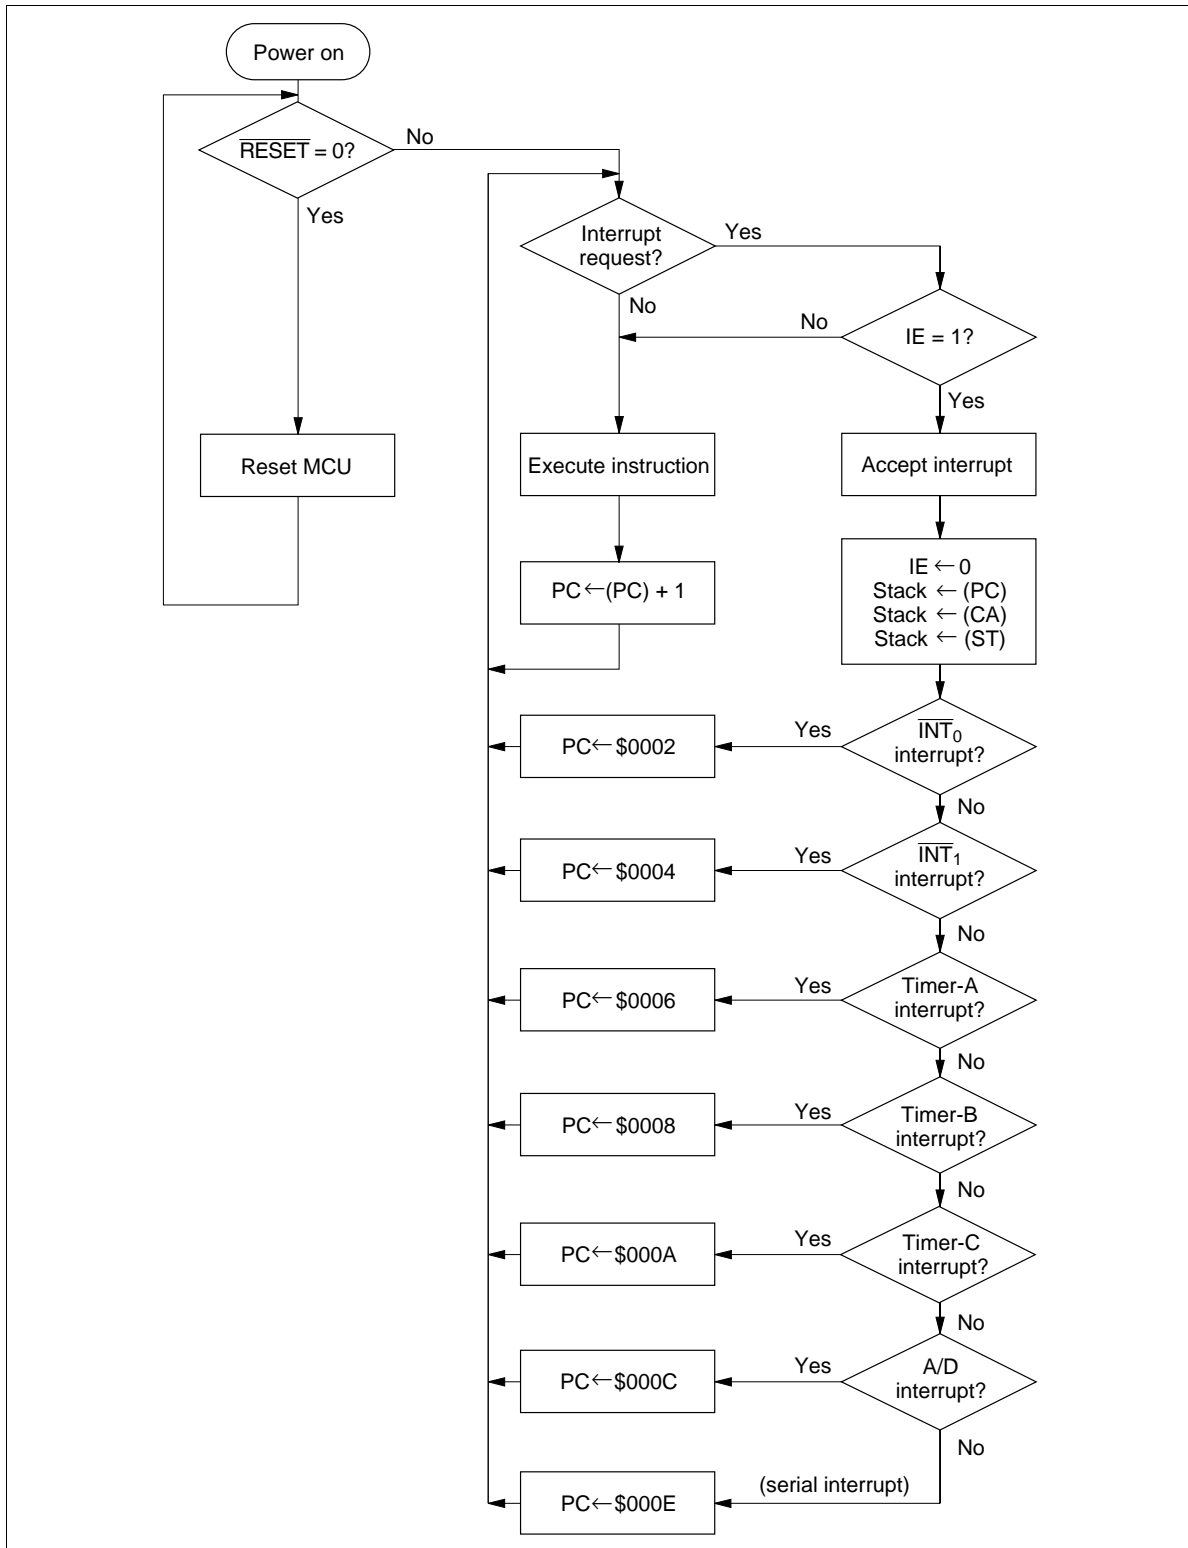 Power on
R̅E̅S̅E̅T̅ = 0?
No
Yes
Interrupt
request?
Yes
No
No
IE = 1?
Yes
Reset MCU
Execute instruction
Accept interrupt
PC←(PC) + 1
IE ← 0
Stack ← (PC)
Stack ← (CA)
Stack ← (ST)
PC← $0002
Yes
I̅N̅T̅₀
interrupt?
No
PC← $0004
Yes
I̅N̅T̅₁
interrupt?
No
PC← $0006
Yes
Timer-A
interrupt?
No
PC← $0008
Yes
Timer-B
interrupt?
No
PC← $000A
Yes
Timer-C
interrupt?
No
PC← $000C
Yes
A/D
interrupt?
No
PC← $000E
(serial interrupt)